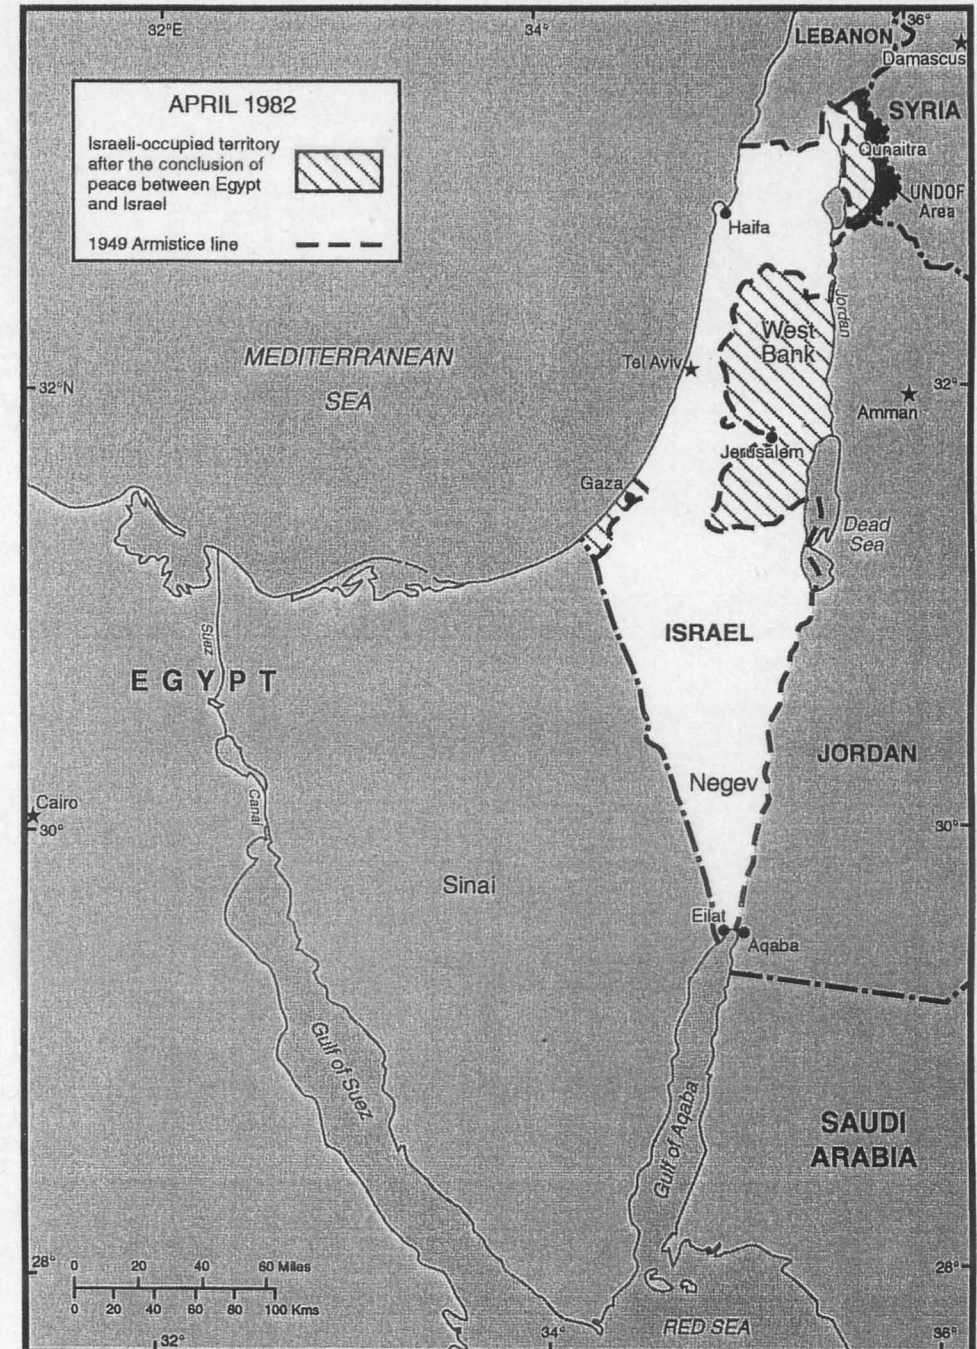 32°E
34°
36°
LEBANON
Damascus
APRIL 1982
Israeli-occupied territory
after the conclusion of
peace between Egypt
and Israel
1949 Armistice line
SYRIA
Qunaitra
UNDOF
Area
Haifa
Jordan
West
Bank
MEDITERRANEAN
SEA
Tel Aviv
32°N
32°
Amman
Jerusalem
Gaza
Dead
Sea
Suez
ISRAEL
EGYPT
JORDAN
Negev
Canal
Cairo
30°
30°
Sinai
Eilat
Aqaba
Gulf of Suez
Gulf of Aqaba
SAUDI
ARABIA
28°
28°
0 20 40 60 Miles
0 20 40 60 80 100 Kms
RED SEA
32°
34°
36°